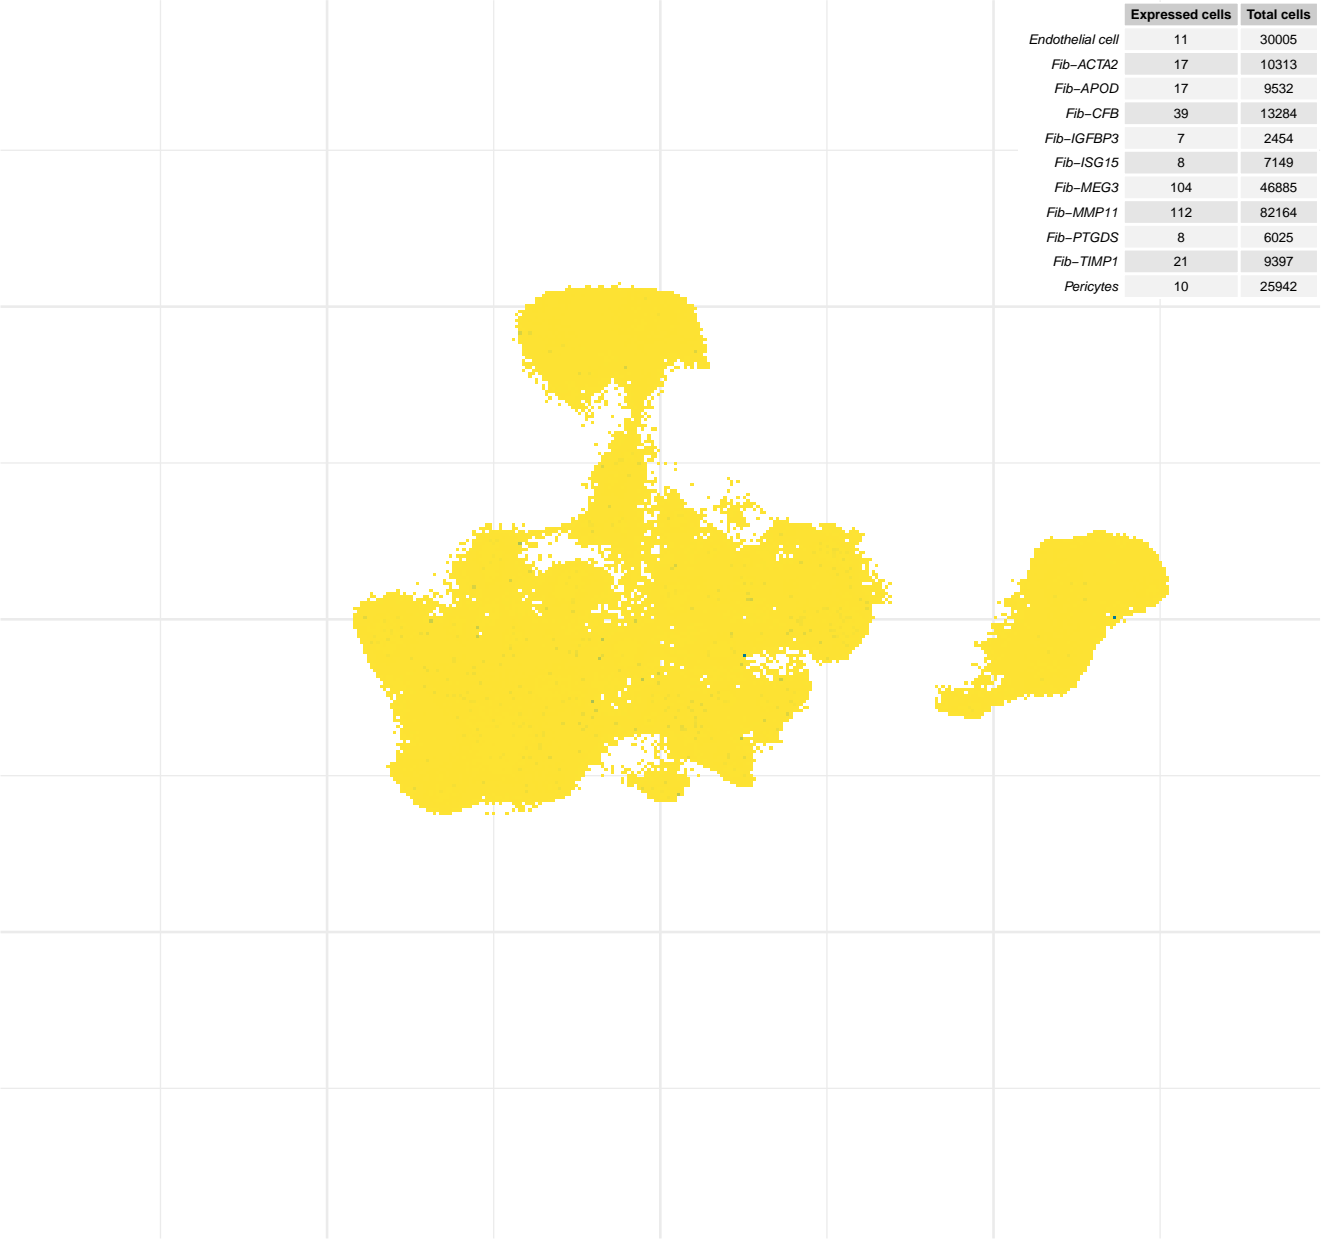 Expressed cells Total cells
Endothelial cell 11 30005
Fib−ACTA2 17 10313
Fib−APOD 17 9532
Fib−CFB 39 13284
Fib−IGFBP3 7 2454
Fib−ISG15 8 7149
Fib−MEG3 104 46885
Fib−MMP11 112 82164
Fib−PTGDS 8 6025
Fib−TIMP1 21 9397
Pericytes 10 25942